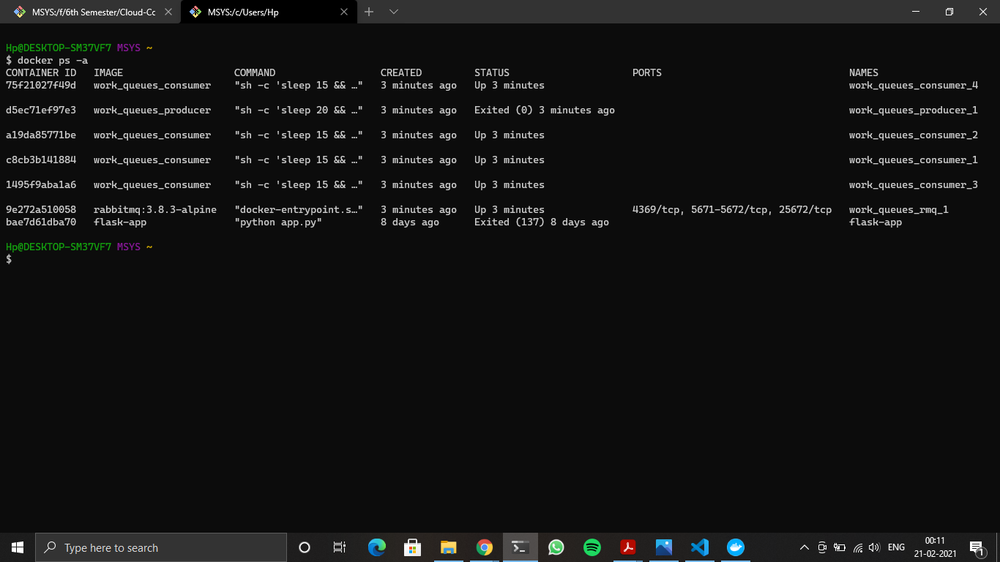 MSYS:/f/6th Semester/Cloud-Cc
MSYS:/c/Users/Hp
Hp@DESKTOP-SM37VF7 MSYS ~
$ docker ps -a
CONTAINER ID   IMAGE                   COMMAND                  CREATED         STATUS                     PORTS                                NAMES
75f21027f49d   work_queues_consumer    "sh -c 'sleep 15 && …"   3 minutes ago   Up 3 minutes                                                    work_queues_consumer_4
d5ec71ef97e3   work_queues_producer    "sh -c 'sleep 20 && …"   3 minutes ago   Exited (0) 3 minutes ago                                        work_queues_producer_1
a19da85771be   work_queues_consumer    "sh -c 'sleep 15 && …"   3 minutes ago   Up 3 minutes                                                    work_queues_consumer_2
c8cb3b141884   work_queues_consumer    "sh -c 'sleep 15 && …"   3 minutes ago   Up 3 minutes                                                    work_queues_consumer_1
1495f9aba1a6   work_queues_consumer    "sh -c 'sleep 15 && …"   3 minutes ago   Up 3 minutes                                                    work_queues_consumer_3
9e272a510058   rabbitmq:3.8.3-alpine   "docker-entrypoint.s…"   3 minutes ago   Up 3 minutes               4369/tcp, 5671-5672/tcp, 25672/tcp   work_queues_rmq_1
bae7d61dba70   flask-app               "python app.py"          8 days ago      Exited (137) 8 days ago                                         flask-app
Hp@DESKTOP-SM37VF7 MSYS ~
$
Type here to search
ENG
00:11
21-02-2021
1